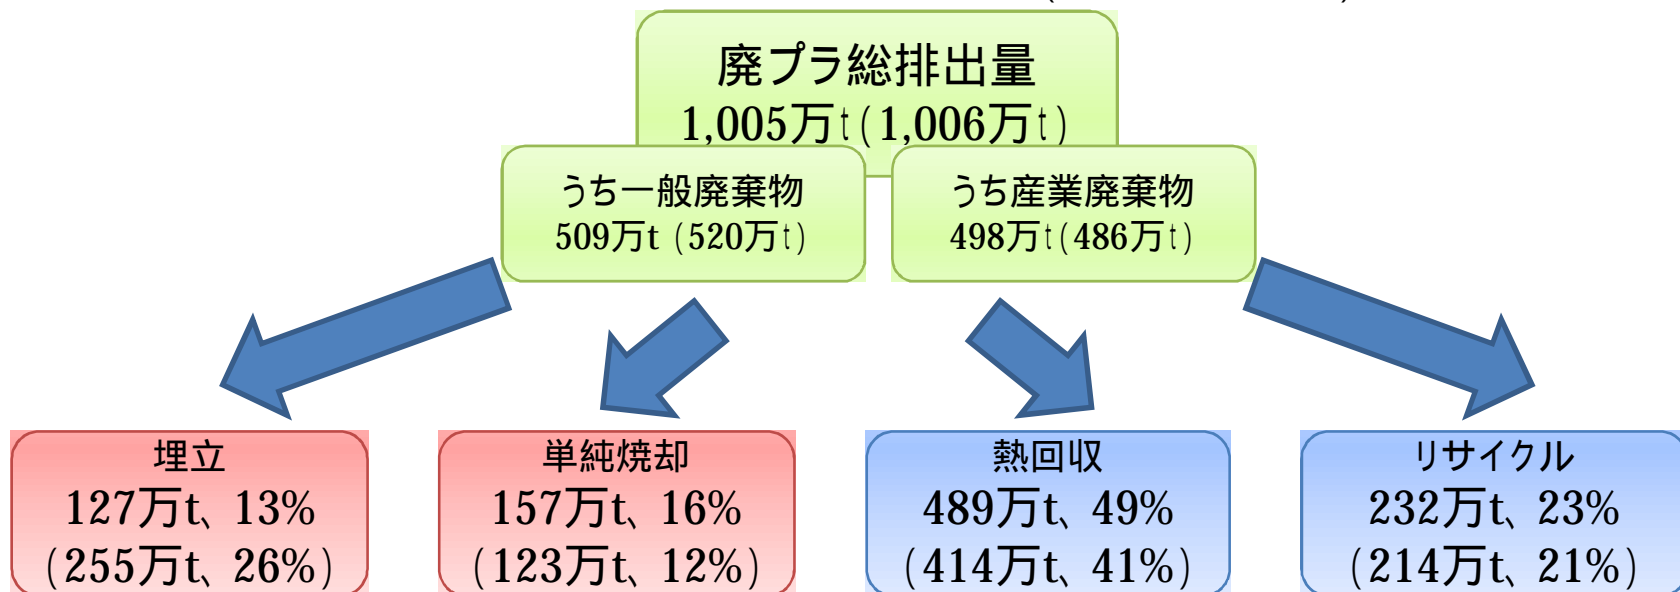 廃プラ総排出量
1,005万t(1,006万t)
うち一般廃棄物
509万t (520万t)
うち産業廃棄物
498万t(486万t)
埋立
127万t、13%
(255万t、26%)
単純焼却
157万t、16%
(123万t、12%)
熱回収
489万t、49%
(414万t、41%)
リサイクル
232万t、23%
(214万t、21%)